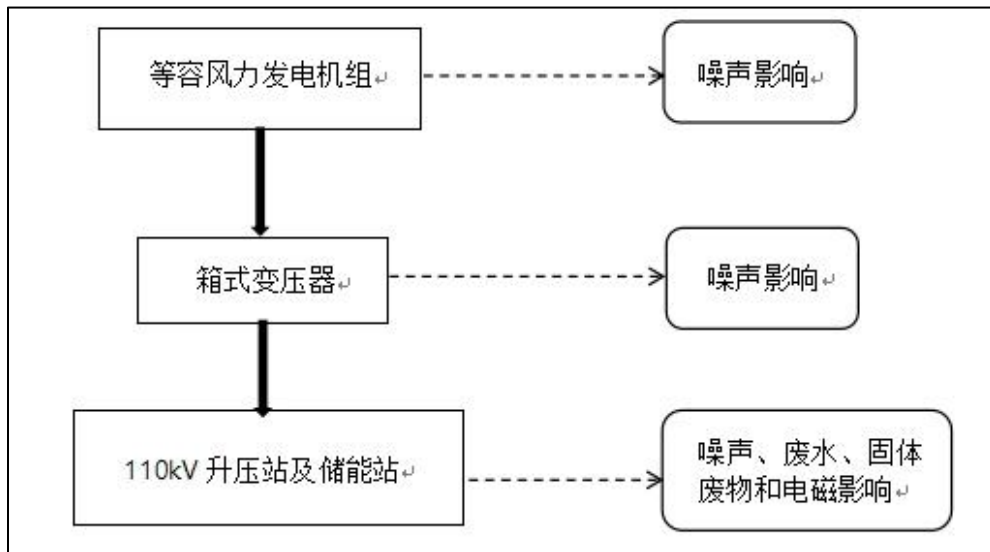 等容风力发电机组
噪声影响
箱式变压器
噪声影响
110kV 升压站及储能站
噪声、废水、固体
废物和电磁影响